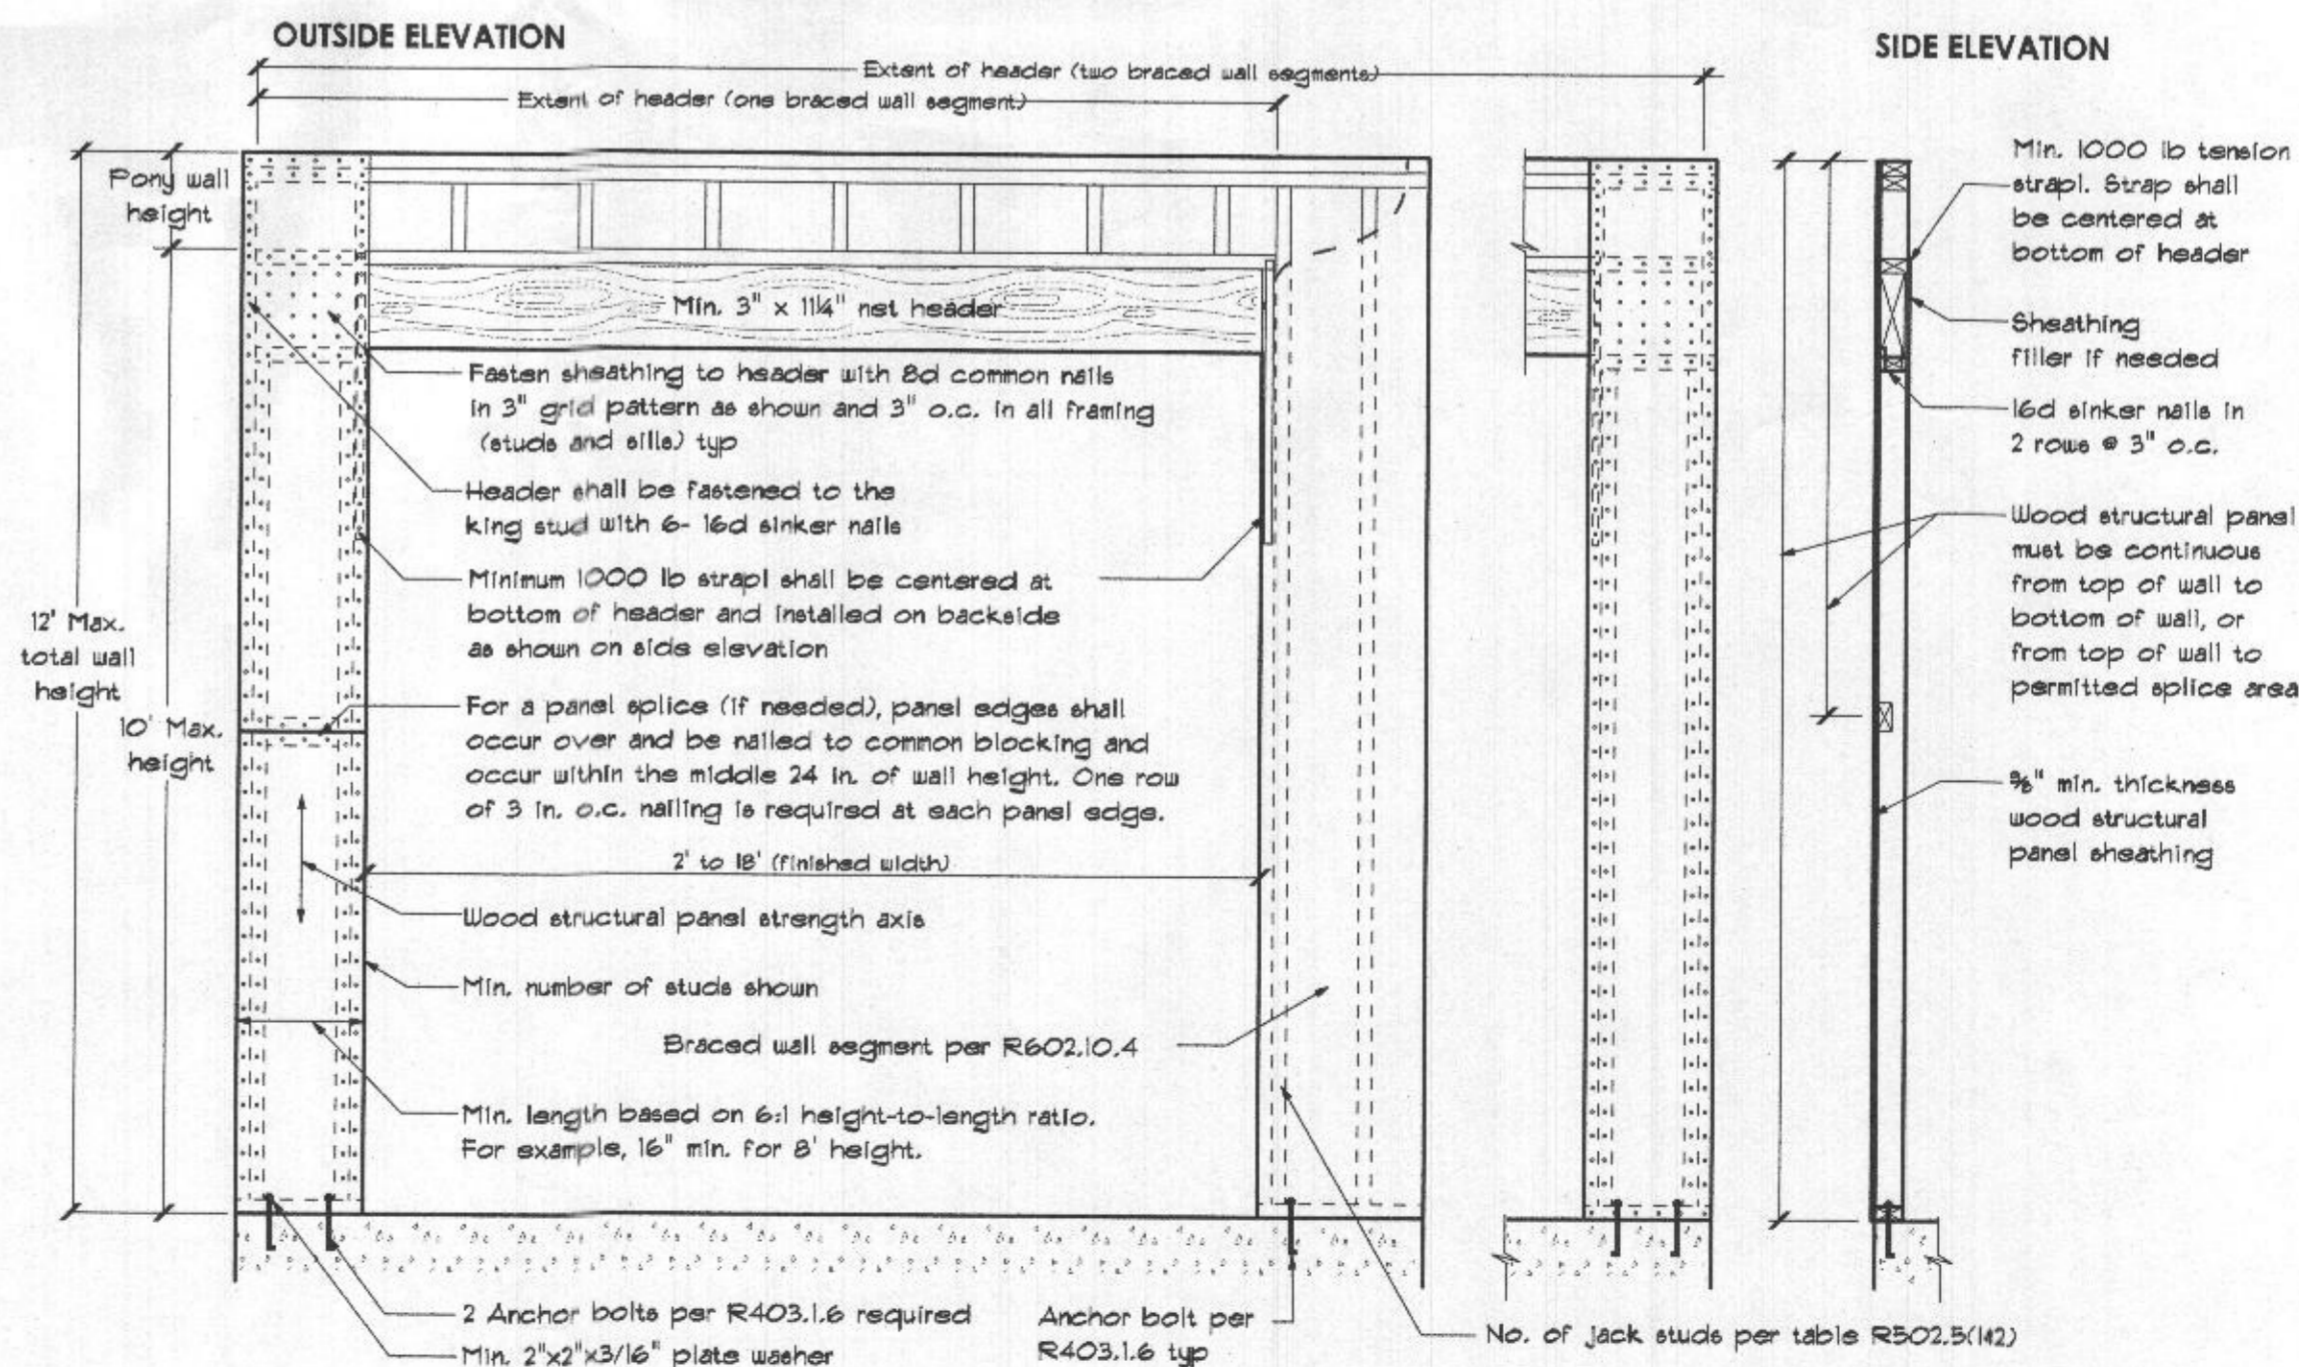 OUTSIDE ELEVATION
SIDE ELEVATION
Extent of header (two braced wall segments)
Extent of header (one braced wall segment)
Pony wall
height
12' Max.
total wall
height
10' Max.
height
Min. 3" x 11¼" net header
Fasten sheathing to header with 8d common nails
in 3" grid pattern as shown and 3" o.c. in all framing
(studs and sills) typ
Header shall be fastened to the
king stud with 6- 16d sinker nails
Minimum 1000 lb strapl shall be centered at
bottom of header and installed on backside
as shown on side elevation
For a panel splice (if needed), panel edges shall
occur over and be nailed to common blocking and
occur within the middle 24 in. of wall height. One row
of 3 in. o.c. nailing is required at each panel edge.
2' to 18' (finished width)
Wood structural panel strength axis
Min. number of studs shown
Braced wall segment per R602.10.4
Min. length based on 6:1 height-to-length ratio.
For example, 16" min. for 8' height.
2 Anchor bolts per R403.1.6 required
Min. 2"x2"x3/16" plate washer
Anchor bolt per
R403.1.6 typ
No. of jack studs per table R502.5(1&2)
Min. 1000 lb tension
strapl. Strap shall
be centered at
bottom of header
Sheathing
filler if needed
16d sinker nails in
2 rows @ 3" o.c.
Wood structural panel
must be continuous
from top of wall to
bottom of wall, or
from top of wall to
permitted splice area
⅜" min. thickness
wood structural
panel sheathing